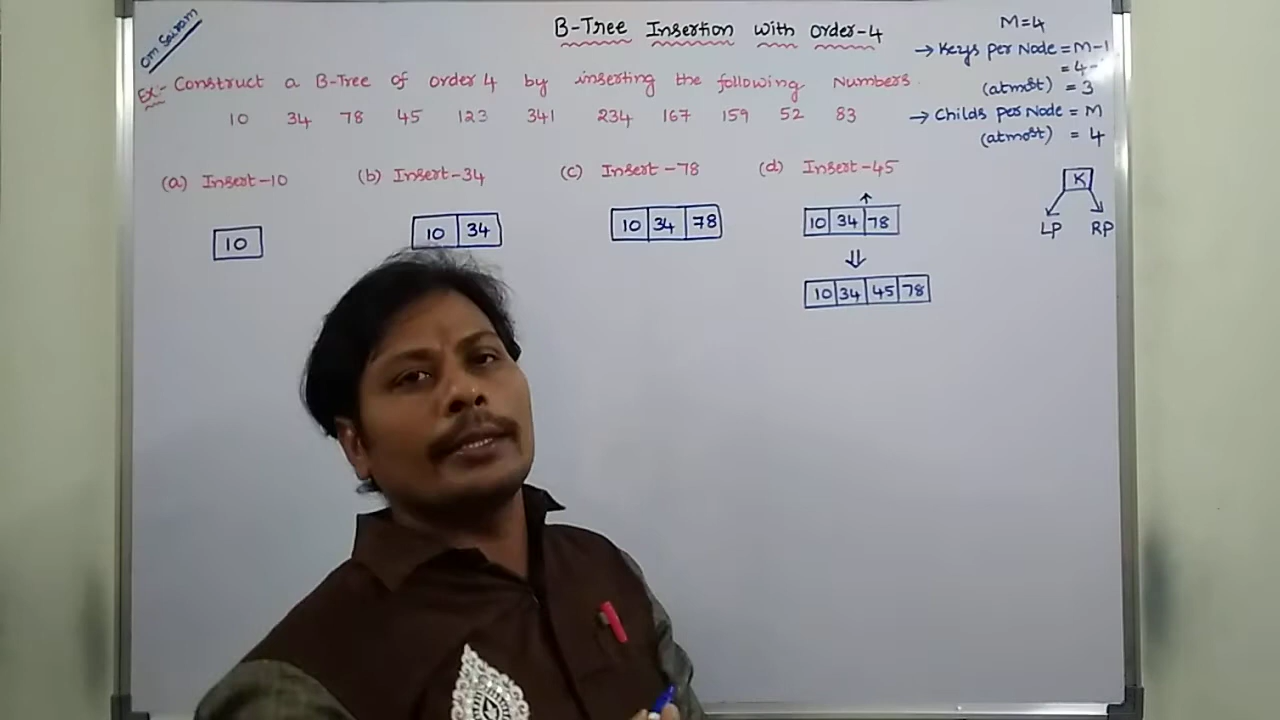 Om Sairam
B-Tree Insertion with order-4
M=4
→ Keys per Node = M-1
= 4-
(atmost) = 3
→ Childs per Node = M
(atmost) = 4
Ex:- Construct a B-Tree of order 4 by inserting the following Numbers.
10 34 78 45 123 341 234 167 159 52 83
(a) Insert-10 (b) Insert-34 (c) Insert-78 (d) Insert-45
10
10 34
10 34 78
10 34 78
10 34 45 78
K
LP RP